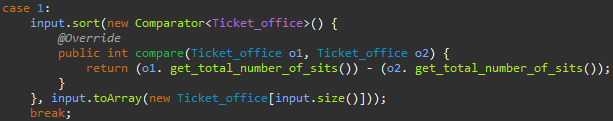 case 1:
input.sort(new Comparator<Ticket_office>() {
@Override
public int compare(Ticket_office o1, Ticket_office o2) {
return (o1. get_total_number_of_sits()) - (o2. get_total_number_of_sits());
}
}, input.toArray(new Ticket_office[input.size()]));
break;